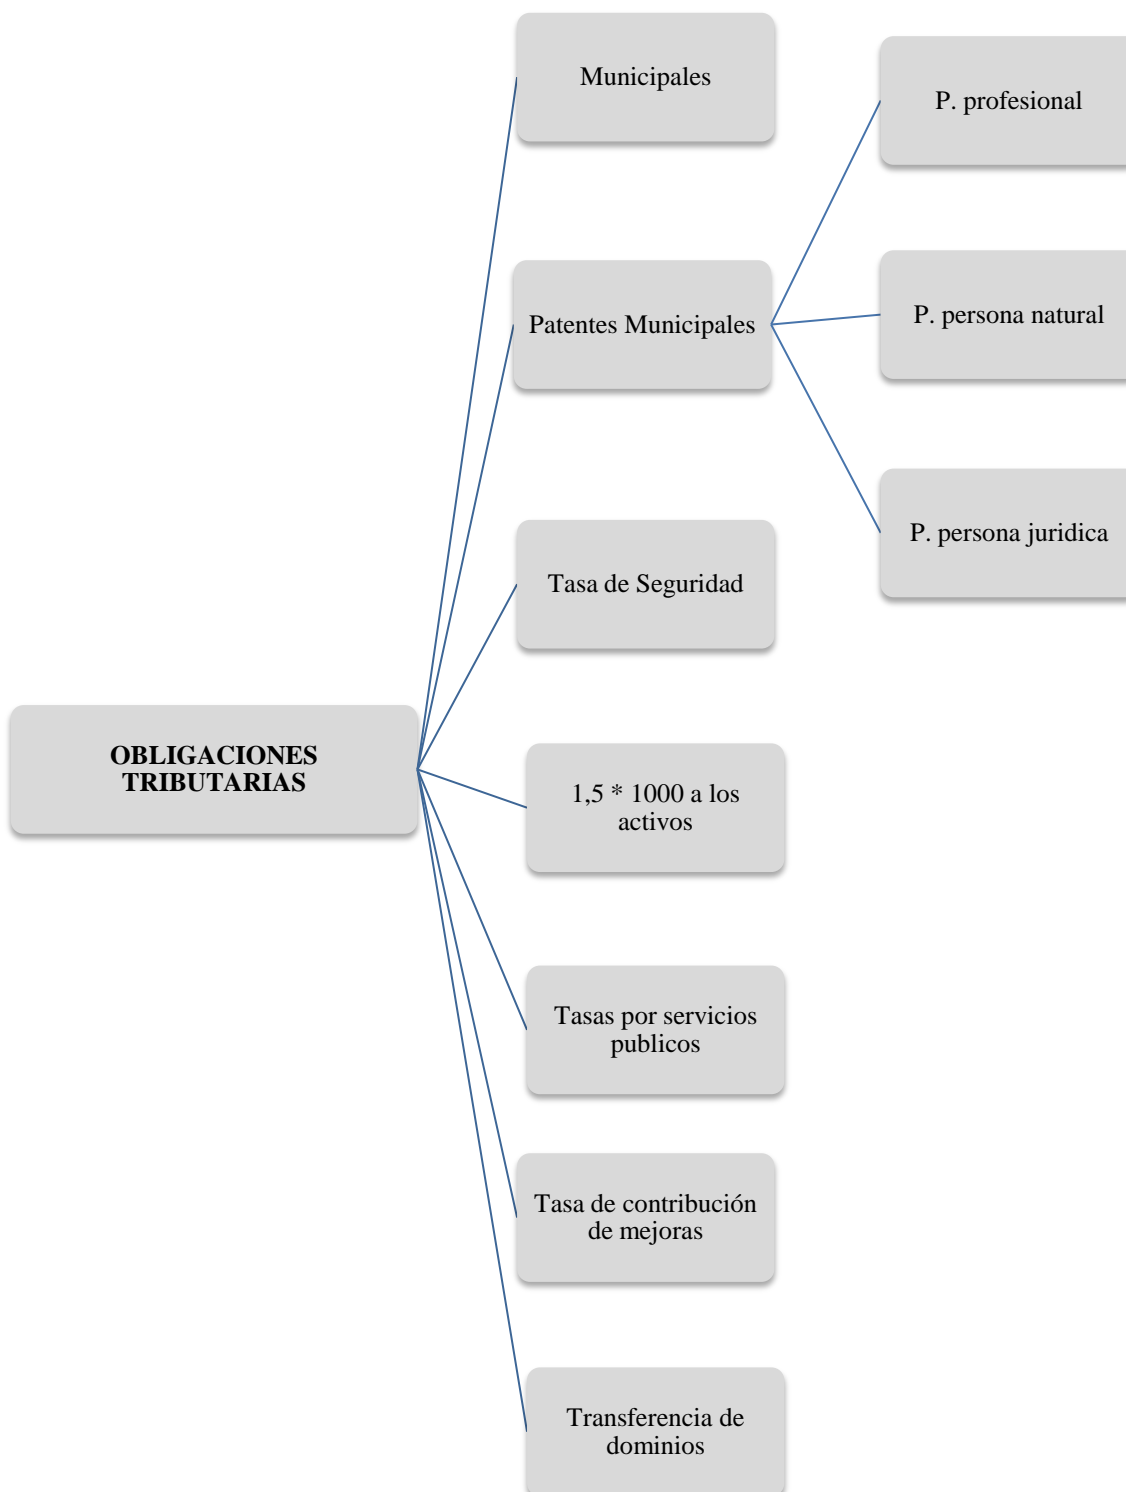 Municipales
P. profesional
Patentes Municipales
P. persona natural
P. persona juridica
Tasa de Seguridad
OBLIGACIONES
TRIBUTARIAS
1,5 * 1000 a los
activos
Tasas por servicios
publicos
Tasa de contribución
de mejoras
Transferencia de
dominios